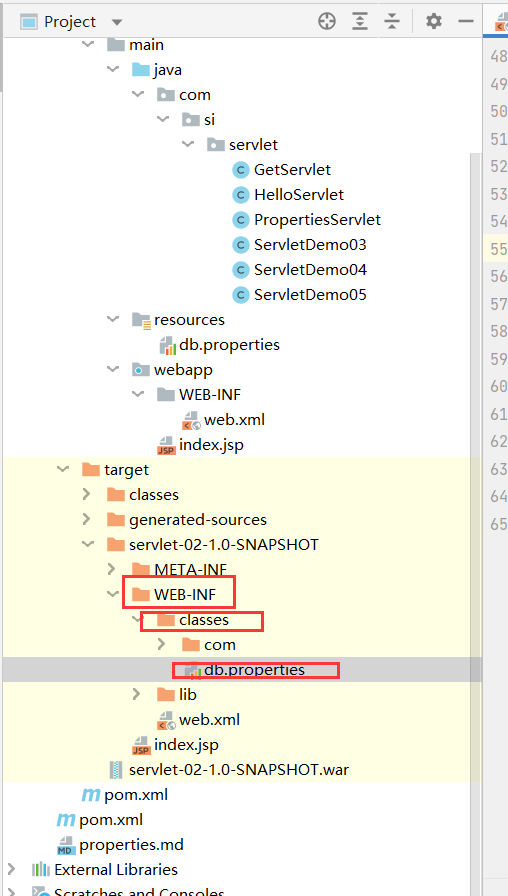 Project
main
java
com
si
servlet
C GetServlet
C HelloServlet
C PropertiesServlet
C ServletDemo03
C ServletDemo04
C ServletDemo05
resources
db.properties
webapp
WEB-INF
web.xml
JSP index.jsp
target
classes
generated-sources
servlet-02-1.0-SNAPSHOT
META-INF
WEB-INF
classes
com
db.properties
lib
web.xml
JSP index.jsp
servlet-02-1.0-SNAPSHOT.war
m pom.xml
m pom.xml
MD properties.md
External Libraries
Scratches and Consoles
48
49
50
51
52
53
54
55
56
57
58
59
60
61
62
63
64
65